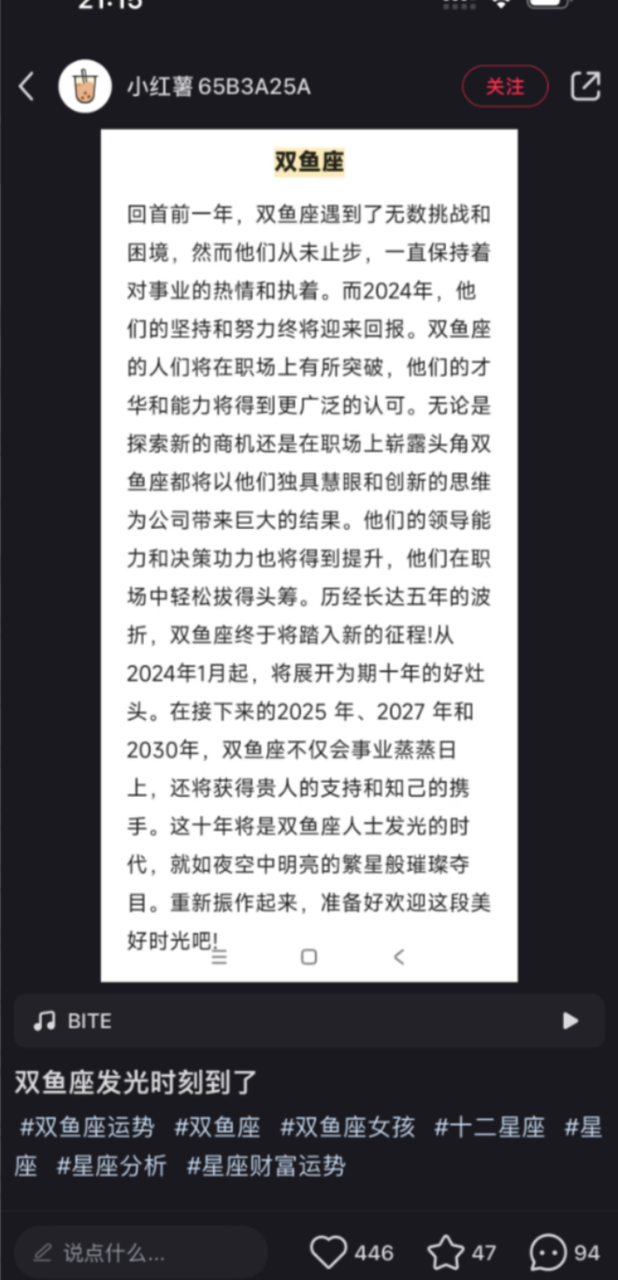 21:15
小红薯 65B3A25A
关注
双鱼座
回首前一年，双鱼座遇到了无数挑战和
困境，然而他们从未止步，一直保持着
对事业的热情和执着。而2024年，他
们的坚持和努力终将迎来回报。双鱼座
的人们将在职场上有所突破，他们的才
华和能力将得到更广泛的认可。无论是
探索新的商机还是在职场上崭露头角双
鱼座都将以他们独具慧眼和创新的思维
为公司带来巨大的结果。他们的领导能
力和决策功力也将得到提升，他们在职
场中轻松拔得头筹。历经长达五年的波
折，双鱼座终于将踏入新的征程!从
2024年1月起，将展开为期十年的好灶
头。在接下来的2025 年、2027 年和
2030年，双鱼座不仅会事业蒸蒸日
上，还将获得贵人的支持和知己的携
手。这十年将是双鱼座人士发光的时
代，就如夜空中明亮的繁星般璀璨夺
目。重新振作起来，准备好欢迎这段美
好时光吧!
BITE
双鱼座发光时刻到了
#双鱼座运势 #双鱼座 #双鱼座女孩 #十二星座 #星
座 #星座分析 #星座财富运势
说点什么...
446
47
94